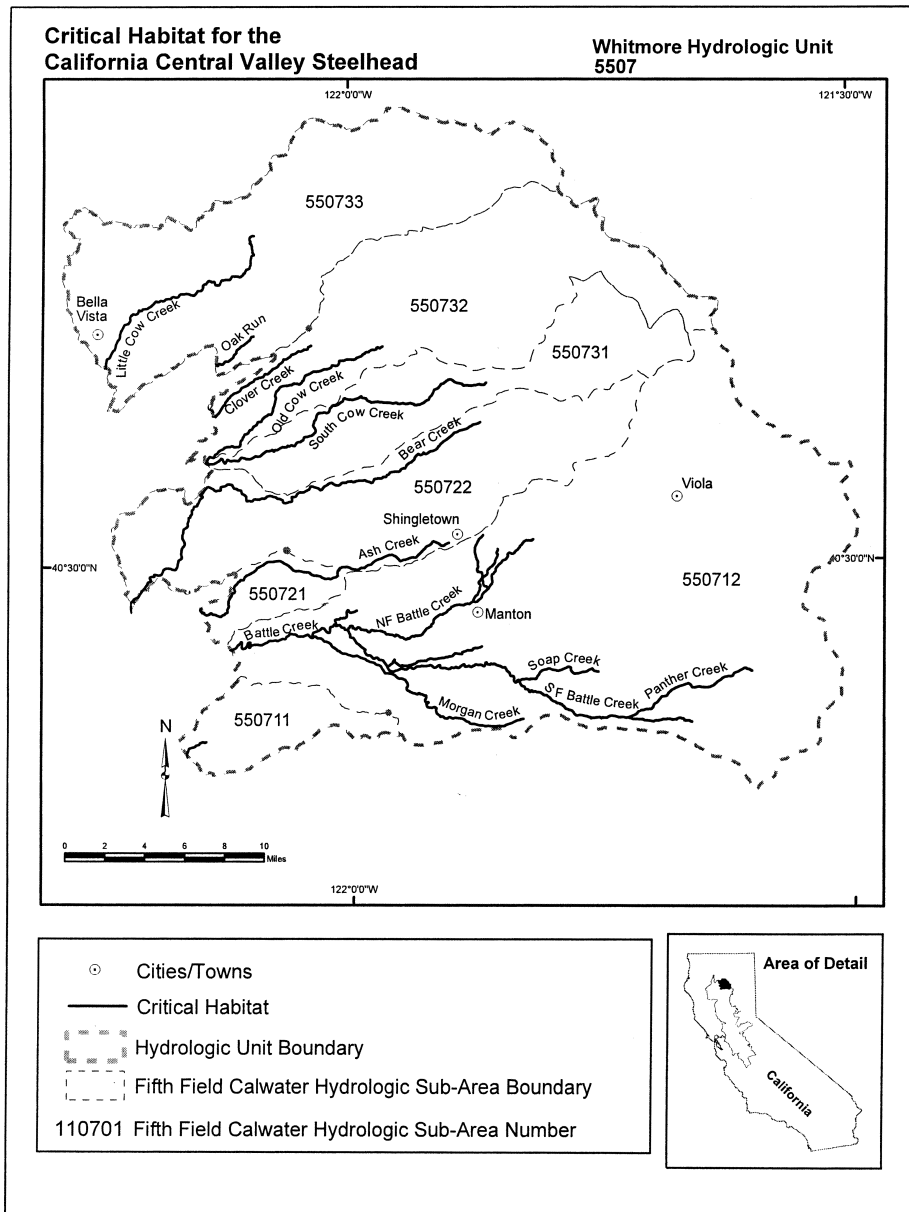 Critical Habitat for the
California Central Valley Steelhead
Whitmore Hydrologic Unit
5507
122°0'0"W
121°30'0"W
550733
Bella
Vista
Little Cow Creek
Oak Run
550732
550731
Clover Creek
Old Cow Creek
South Cow Creek
Bear Creek
550722
Viola
Shingletown
Ash Creek
40°30'0"N
40°30'0"N
550721
550712
NF Battle Creek
Manton
Battle Creek
Soap Creek
SF Battle Creek
Panther Creek
Morgan Creek
550711
N
0 2 4 6 8 10
Miles
122°0'0"W
Cities/Towns
Critical Habitat
Hydrologic Unit Boundary
Fifth Field Calwater Hydrologic Sub-Area Boundary
110701 Fifth Field Calwater Hydrologic Sub-Area Number
Area of Detail
California